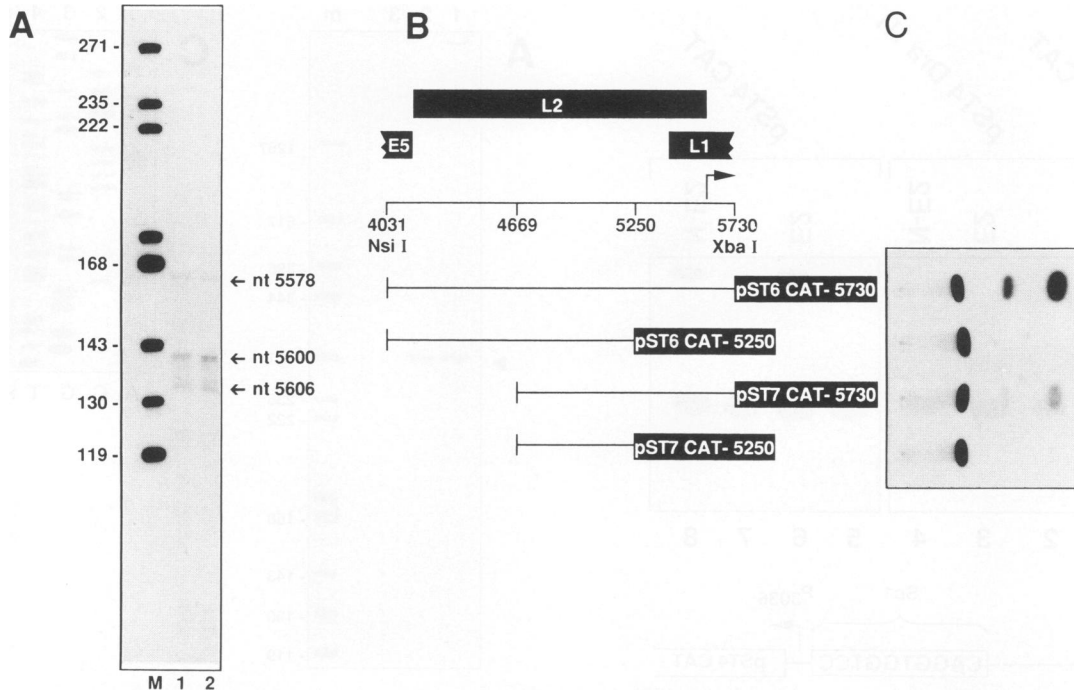 A
B
C
271 -
235 -
222 -
168 -
143 -
130 -
119 -
← nt 5578
← nt 5600
← nt 5606
M 1 2
L2
E5
L1
4031
4669
5250
5730
Nsi I
Xba I
pST6 CAT- 5730
pST6 CAT- 5250
pST7 CAT- 5730
pST7 CAT- 5250